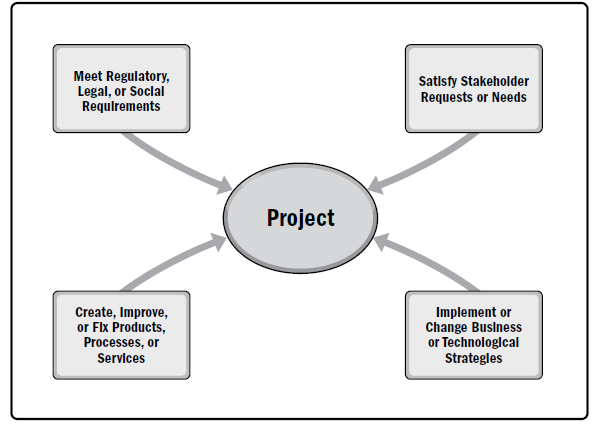 Meet Regulatory,
Legal, or Social
Requirements
Satisfy Stakeholder
Requests or Needs
Project
Create, Improve,
or Fix Products,
Processes, or
Services
Implement or
Change Business
or Technological
Strategies